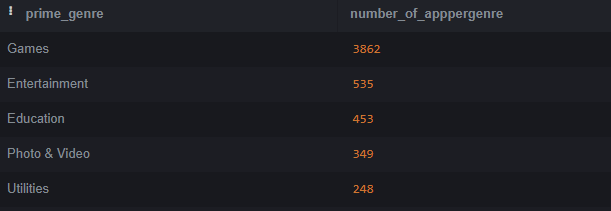 prime_genre number_of_apppergenre
Games 3862
Entertainment 535
Education 453
Photo & Video 349
Utilities 248